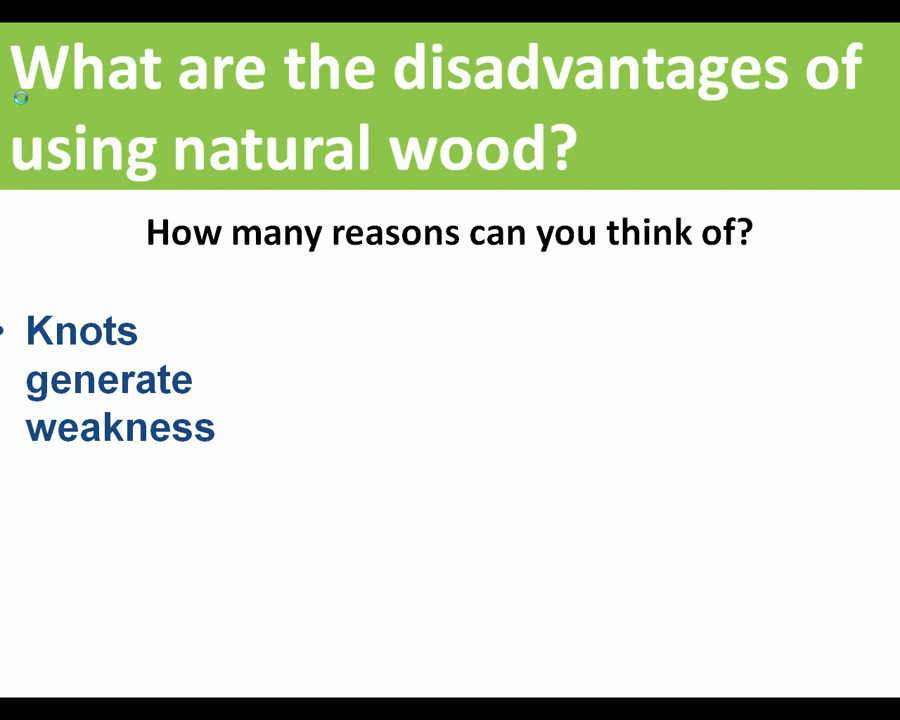 What are the disadvantages of
using natural wood?
How many reasons can you think of?
• Knots
generate
weakness